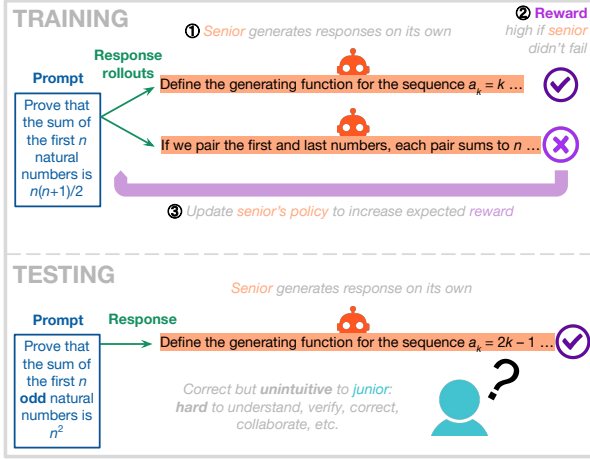 TRAINING
① Senior generates responses on its own
② Reward
high if senior
didn't fail
Response
rollouts
Prompt
Prove that
the sum of
the first n
natural
numbers is
n(n+1)/2
Define the generating function for the sequence aₖ = k …
If we pair the first and last numbers, each pair sums to n …
③ Update senior's policy to increase expected reward
TESTING
Senior generates response on its own
Prompt
Response
Prove that
the sum of
the first n
odd natural
numbers is
n²
Define the generating function for the sequence aₖ = 2k − 1 …
Correct but unintuitive to junior:
hard to understand, verify, correct,
collaborate, etc.
?